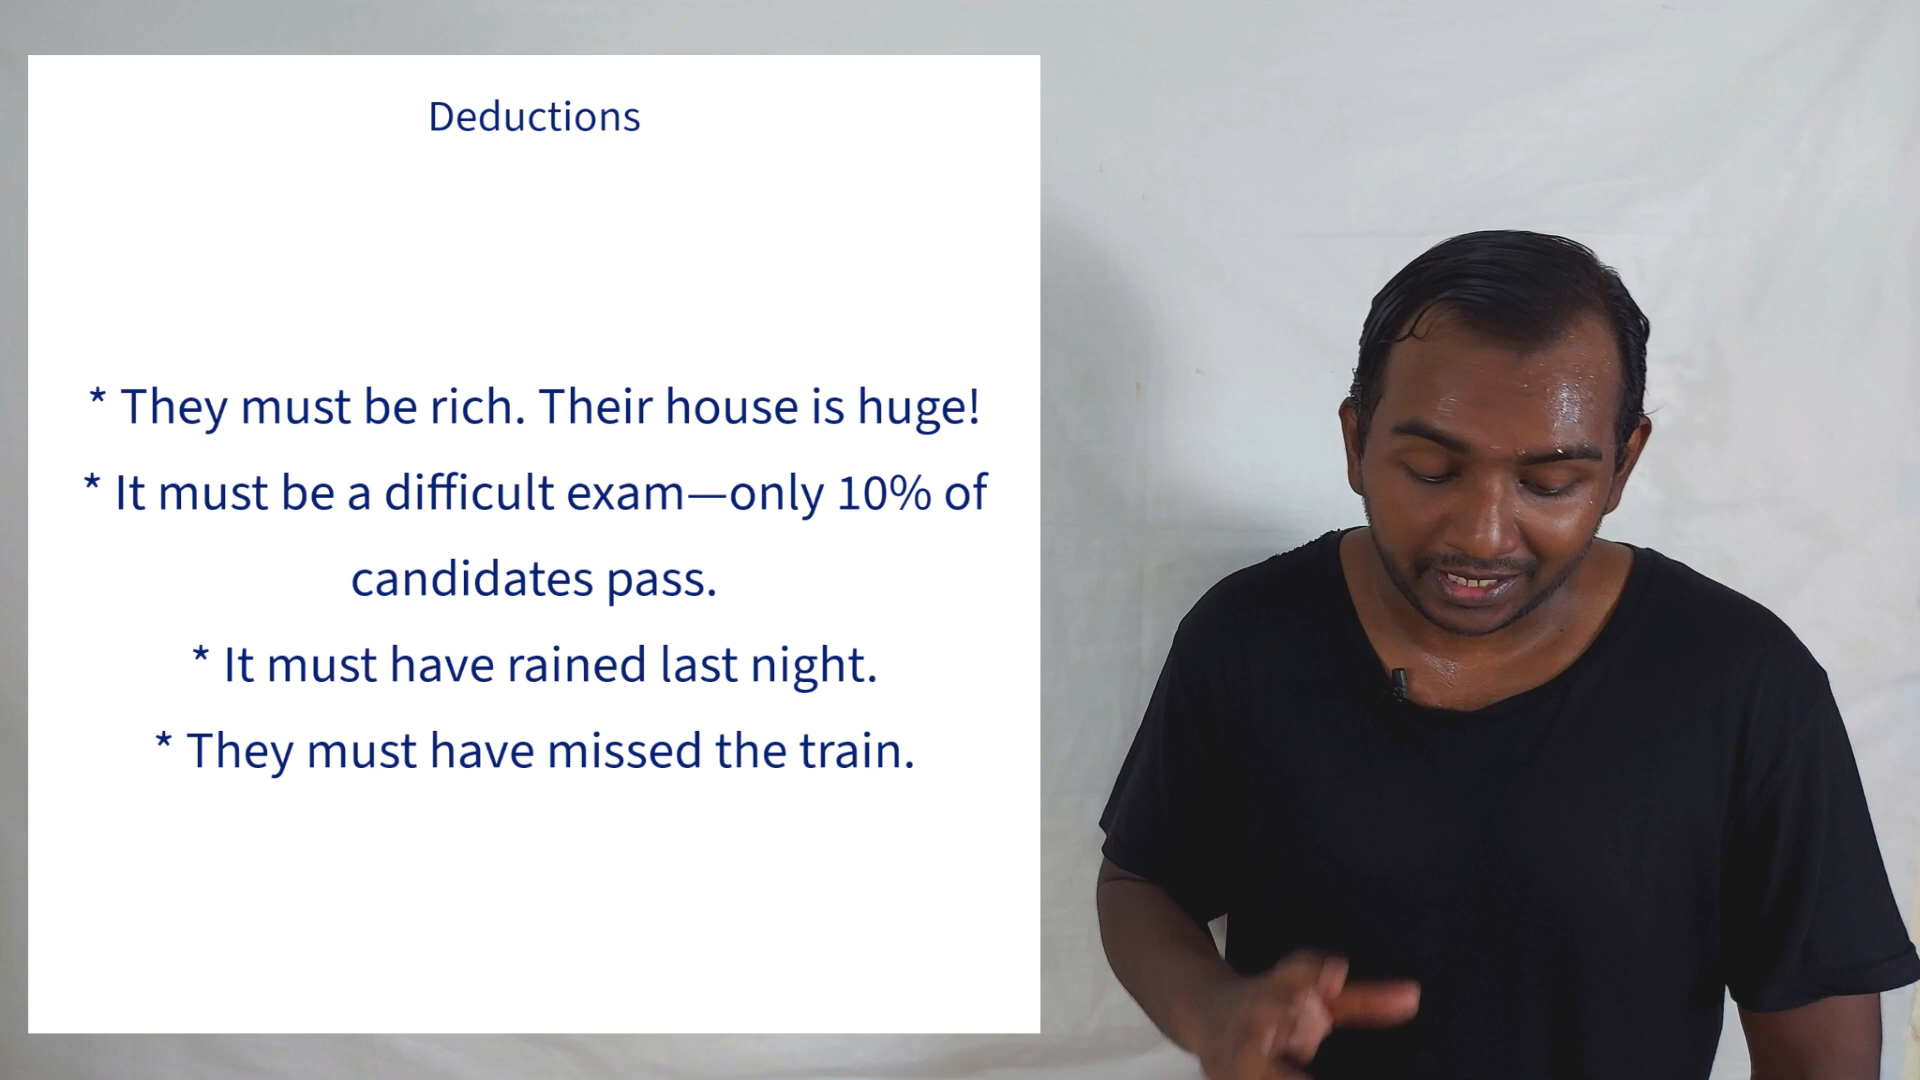 Deductions
* They must be rich. Their house is huge!
* It must be a difficult exam—only 10% of
candidates pass.
* It must have rained last night.
* They must have missed the train.